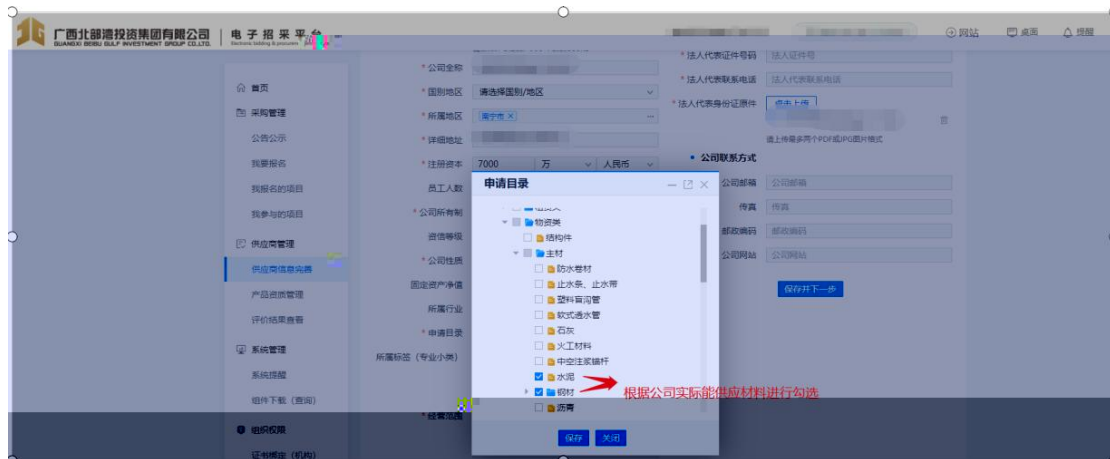 广西北部湾投资集团有限公司
GUANGXI BEIBU GULF INVESTMENT GROUP CO.,LTD.
电子招采平台
网站
桌面
提醒
首页
采购管理
公告公示
我要报名
我报名的项目
我参与的项目
供应商管理
供应商信息完善
产品资质管理
评价结果查看
系统管理
系统提醒
组件下载（查询）
组织权限
证书绑定（机构）
* 公司全称
* 国别地区 请选择国别/地区
* 所属地区 南宁市 ×
* 详细地址
* 注册资本 7000 万 人民币
员工人数
* 公司所有制
资信等级
* 公司性质
固定资产净值
所属行业
* 申请目录
所属标签（专业小类）
* 经营范围
* 法人代表证件号码 法人证件号
* 法人代表联系电话 法人代表联系电话
* 法人代表身份证原件 点击上传
请上传最多两个PDF或JPG图片格式
• 公司联系方式
公司邮箱 公司邮箱
传真 传真
邮政编码 邮政编码
公司网站 公司网站
保存并下一步
申请目录
物资类
结构件
主材
防水卷材
止水条、止水带
塑料盲沟管
软式通水管
石灰
火工材料
中空注浆锚杆
水泥
钢材
沥青
根据公司实际能供应材料进行勾选
保存 关闭